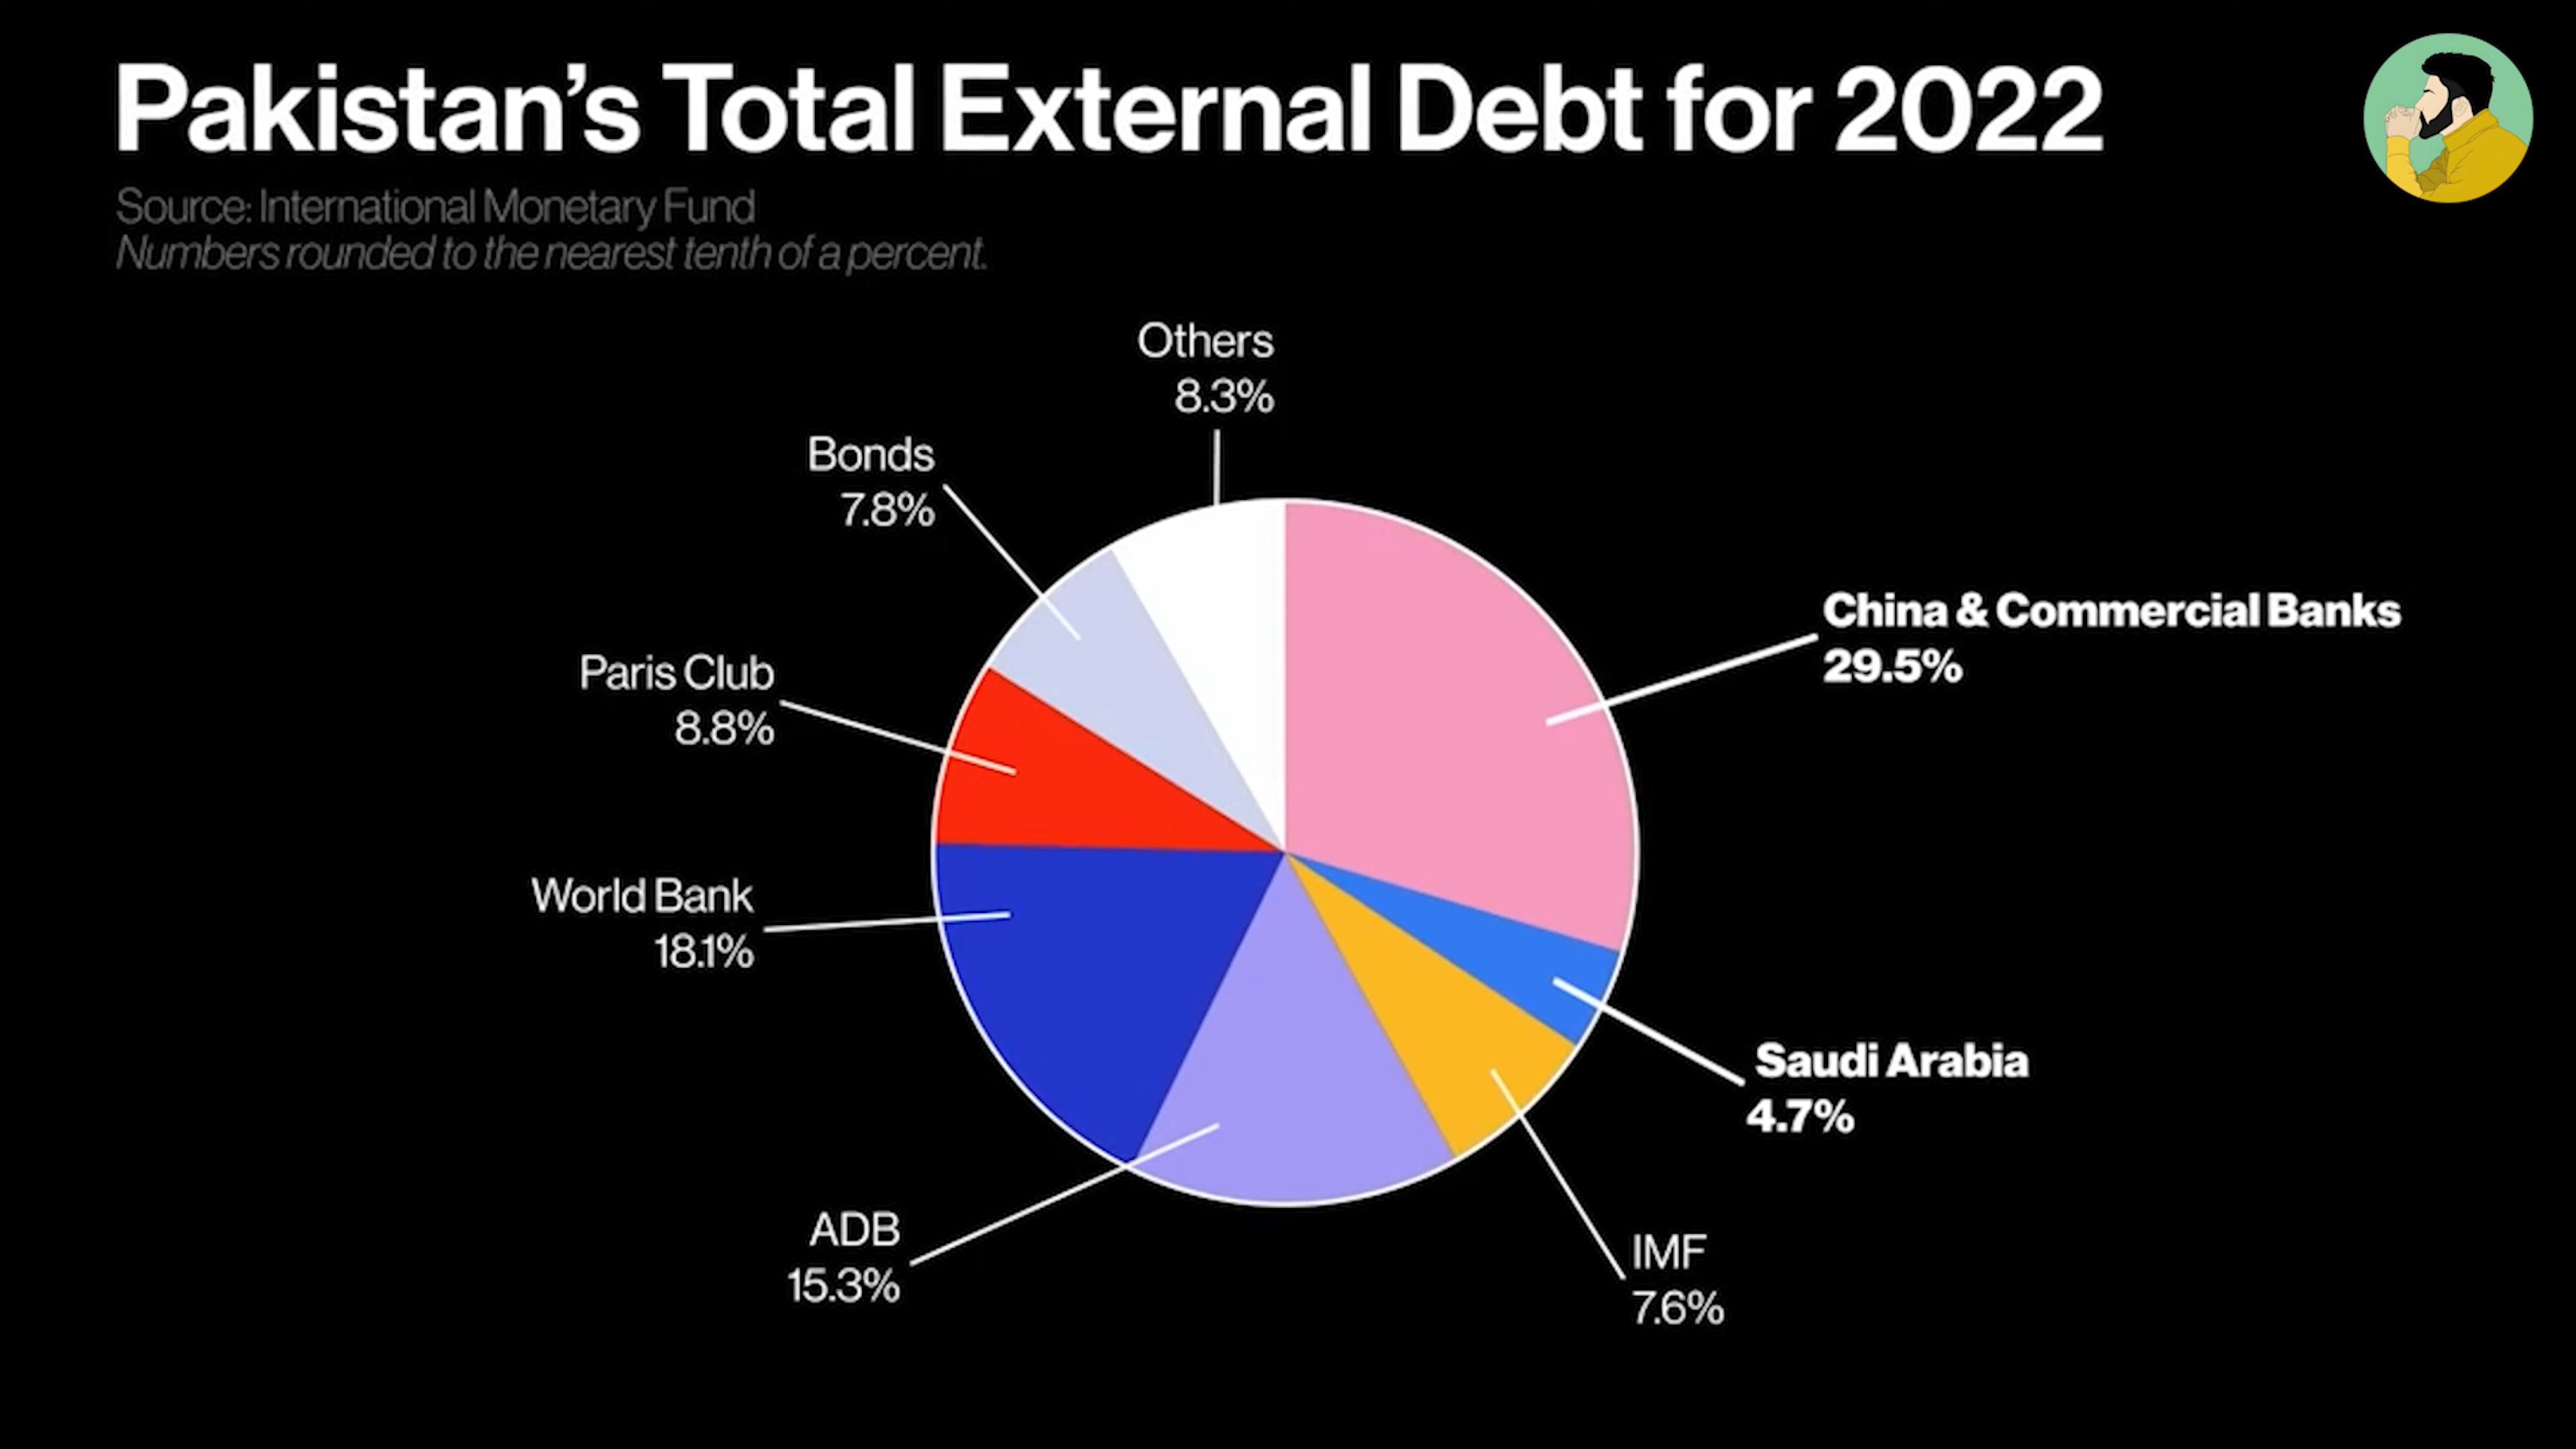 Pakistan’s Total External Debt for 2022
Source: International Monetary Fund
Numbers rounded to the nearest tenth of a percent.
Others
8.3%
Bonds
7.8%
China & Commercial Banks
29.5%
Paris Club
8.8%
World Bank
18.1%
Saudi Arabia
4.7%
ADB
15.3%
IMF
7.6%